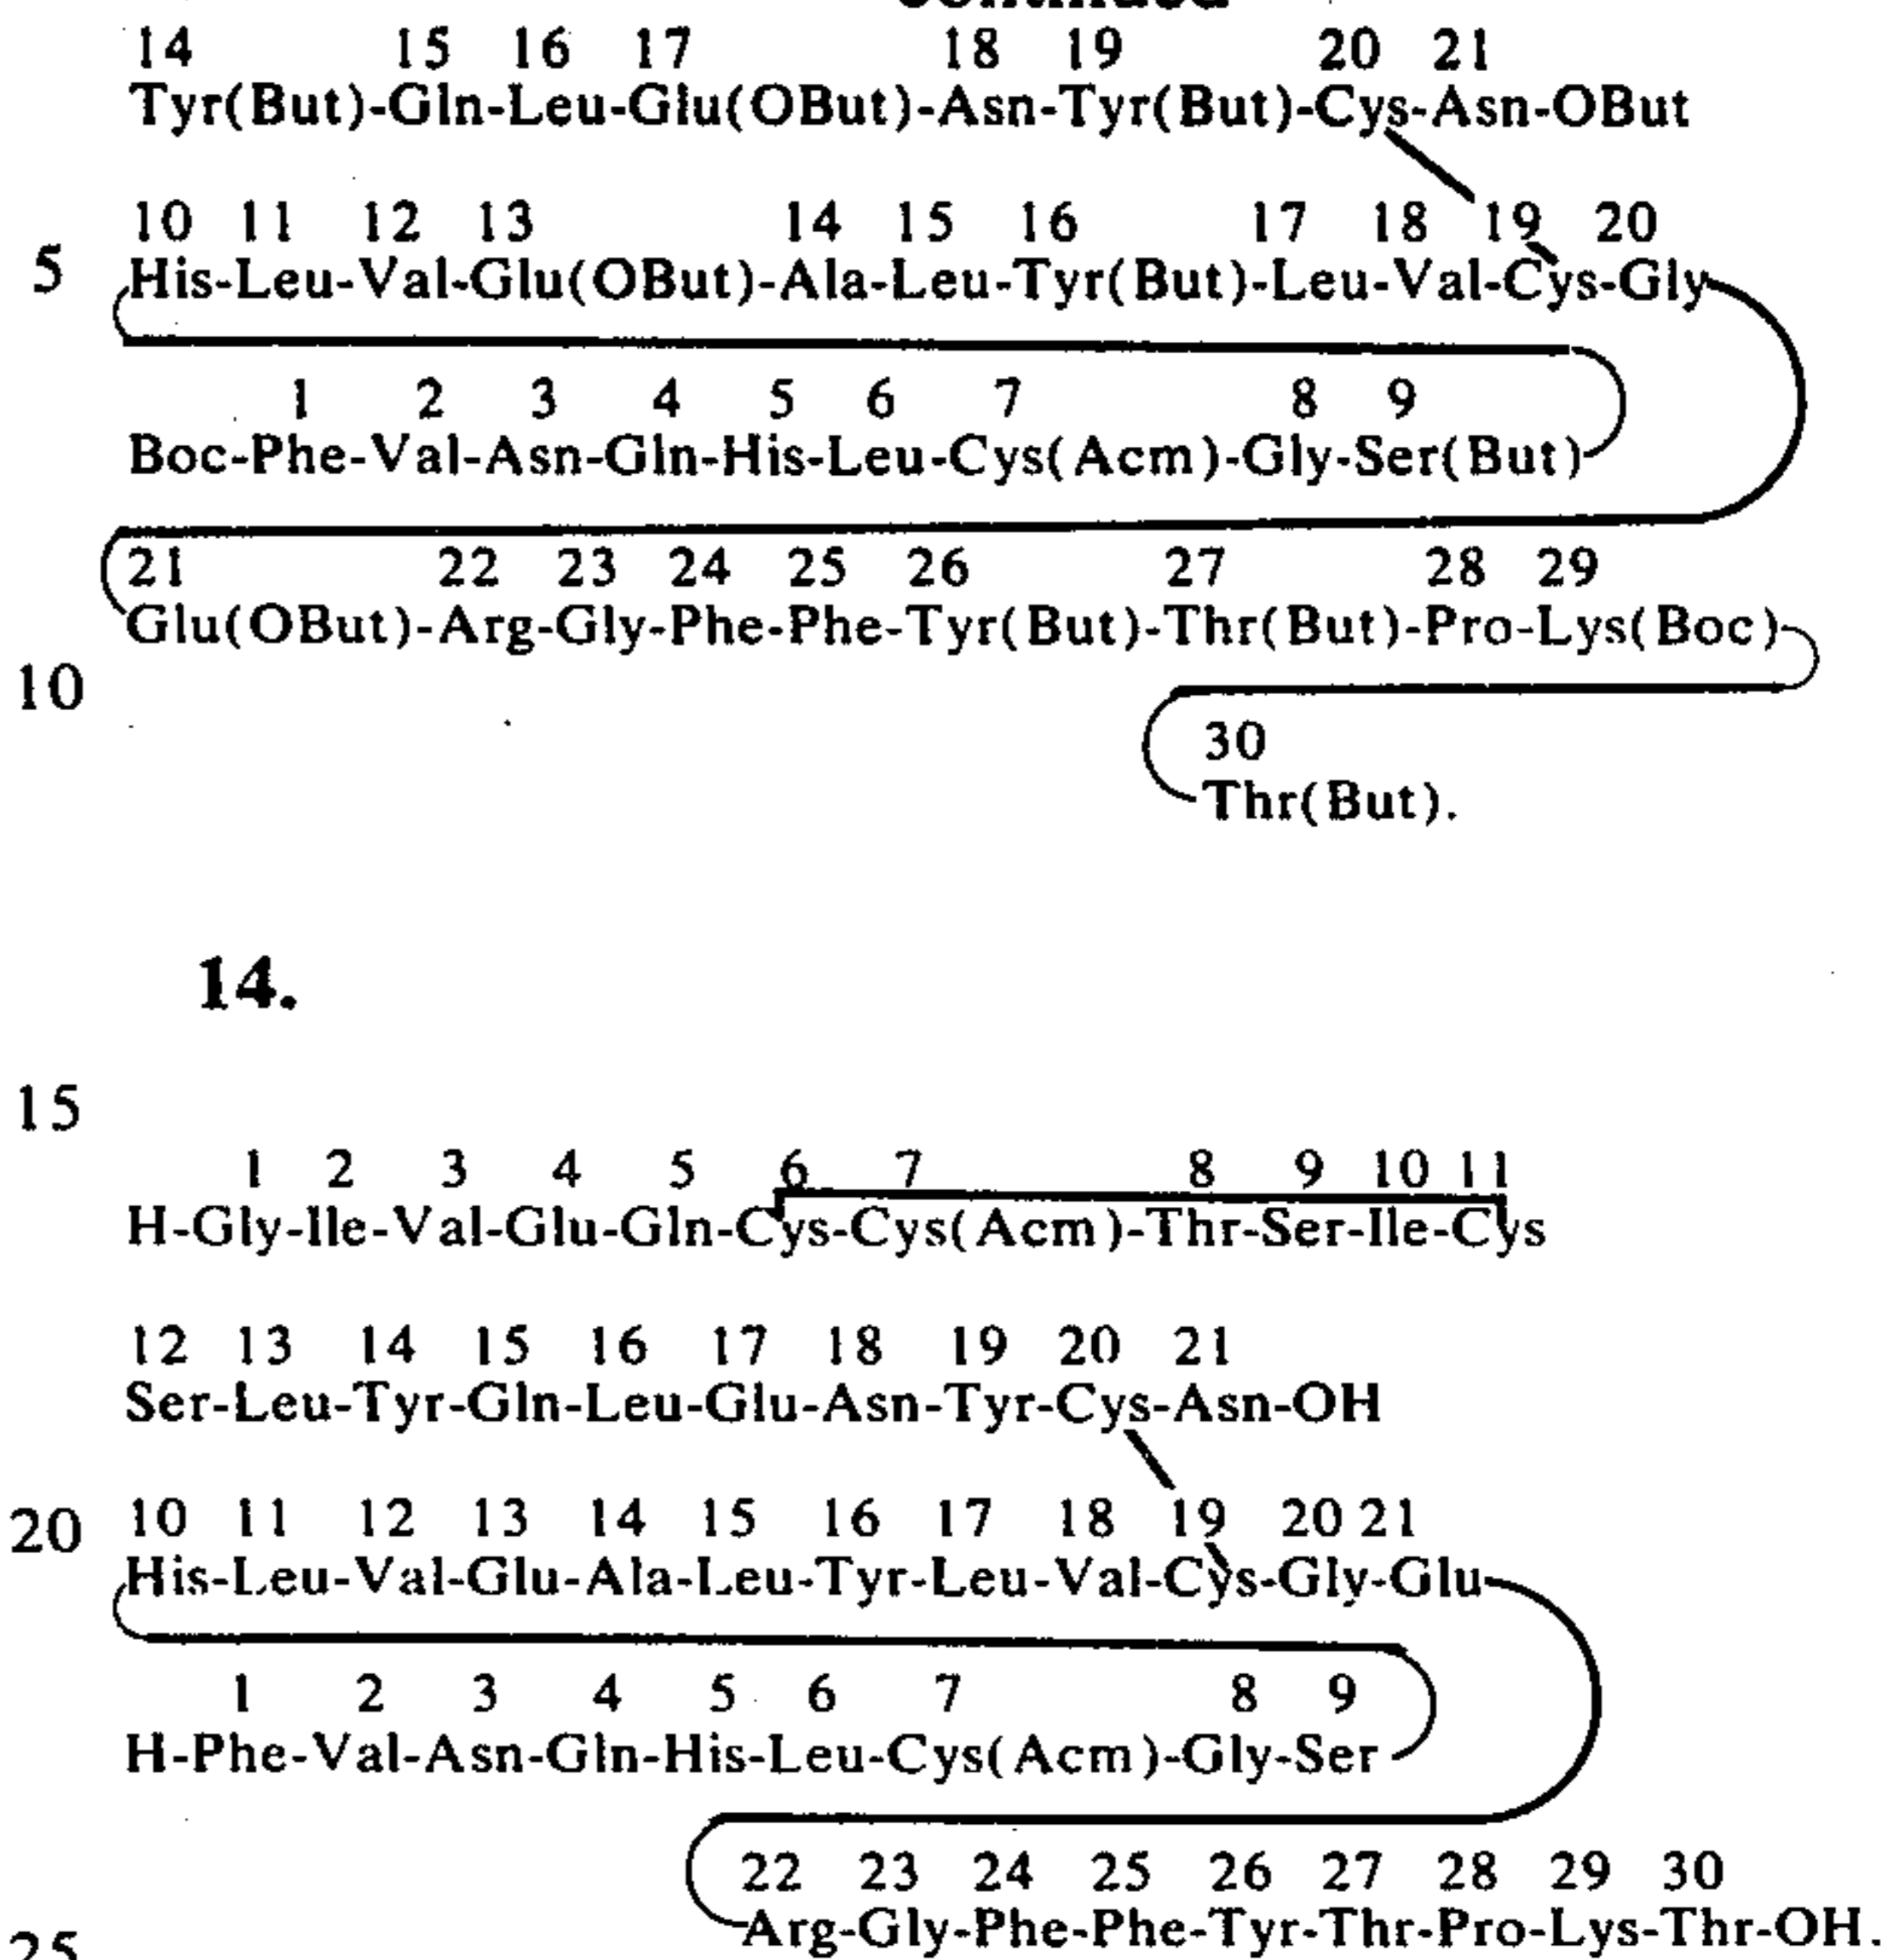 continued
14 15 16 17 18 19 20 21
Tyr(But)-Gln-Leu-Glu(OBut)-Asn-Tyr(But)-Cys-Asn-OBut
10 11 12 13 14 15 16 17 18 19 20
5 His-Leu-Val-Glu(OBut)-Ala-Leu-Tyr(But)-Leu-Val-Cys-Gly
1 2 3 4 5 6 7 8 9
Boc-Phe-Val-Asn-Gln-His-Leu-Cys(Acm)-Gly-Ser(But)
21 22 23 24 25 26 27 28 29
Glu(OBut)-Arg-Gly-Phe-Phe-Tyr(But)-Thr(But)-Pro-Lys(Boc)
10
30
Thr(But).
14.
15
1 2 3 4 5 6 7 8 9 10 11
H-Gly-Ile-Val-Glu-Gln-Cys-Cys(Acm)-Thr-Ser-Ile-Cys
12 13 14 15 16 17 18 19 20 21
Ser-Leu-Tyr-Gln-Leu-Glu-Asn-Tyr-Cys-Asn-OH
20 10 11 12 13 14 15 16 17 18 19 20 21
His-Leu-Val-Glu-Ala-Leu-Tyr-Leu-Val-Cys-Gly-Glu
1 2 3 4 5 6 7 8 9
H-Phe-Val-Asn-Gln-His-Leu-Cys(Acm)-Gly-Ser
22 23 24 25 26 27 28 29 30
Arg-Gly-Phe-Phe-Tyr-Thr-Pro-Lys-Thr-OH.
25